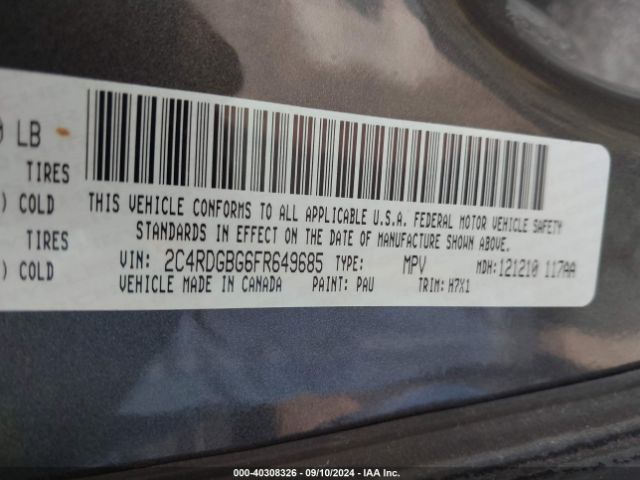 LB
TIRES
) COLD
TIRES
) COLD
THIS VEHICLE CONFORMS TO ALL APPLICABLE U.S.A. FEDERAL MOTOR VEHICLE SAFETY
STANDARDS IN EFFECT ON THE DATE OF MANUFACTURE SHOWN ABOVE.
VIN: 2C4RDGBG6FR649685 TYPE: MPV MDH:121210 117AA
VEHICLE MADE IN CANADA PAINT: PAU TRIM: H7X1
000-40308326 - 09/10/2024 - IAA Inc.